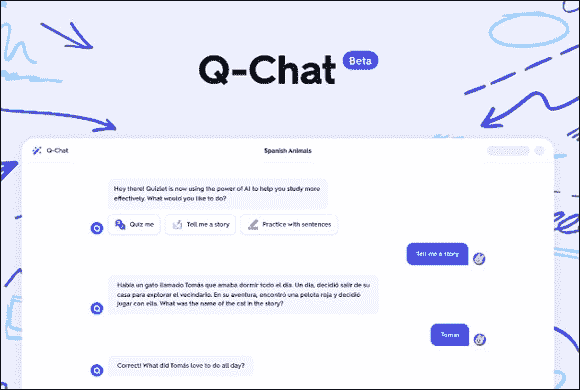 Q-Chat Beta
Q-Chat
Spanish Animals
Hey there! Quizlet is now using the power of AI to help you study more
effectively. What would you like to do?
Quiz me
Tell me a story
Practice with sentences
Tell me a story
Había un gato llamado Tomás que amaba dormir todo el día. Un día, decidió salir de su
casa para explorar el vecindario. En su aventura, encontró una pelota roja y decidió
jugar con ella. What was the name of the cat in the story?
Tomas
Correct! What did Tomás love to do all day?